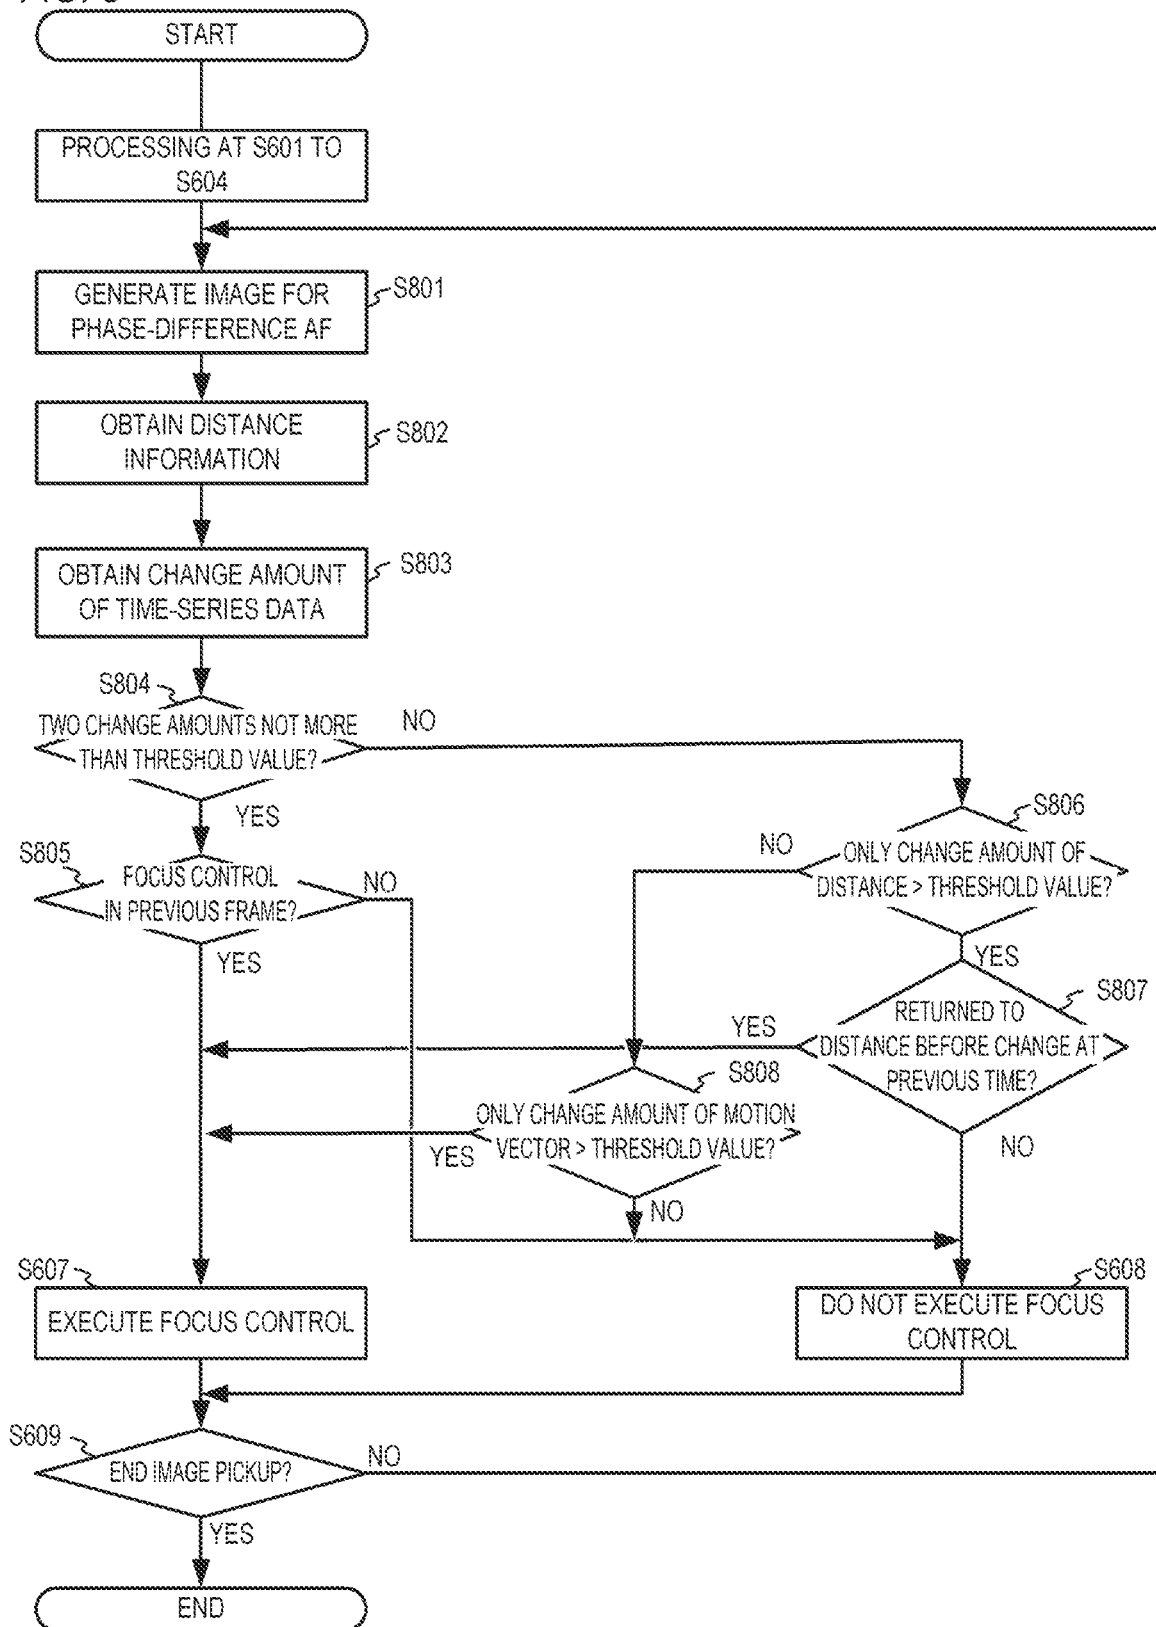 START
PROCESSING AT S601 TO
S604
GENERATE IMAGE FOR
PHASE-DIFFERENCE AF
S801
OBTAIN DISTANCE
INFORMATION
S802
OBTAIN CHANGE AMOUNT
OF TIME-SERIES DATA
S803
S804
TWO CHANGE AMOUNTS NOT MORE
THAN THRESHOLD VALUE?
NO
YES
S805
FOCUS CONTROL
IN PREVIOUS FRAME?
NO
YES
S806
ONLY CHANGE AMOUNT OF
DISTANCE > THRESHOLD VALUE?
NO
YES
S807
RETURNED TO
DISTANCE BEFORE CHANGE AT
PREVIOUS TIME?
YES
NO
S808
ONLY CHANGE AMOUNT OF MOTION
VECTOR > THRESHOLD VALUE?
YES
NO
S607
EXECUTE FOCUS CONTROL
S608
DO NOT EXECUTE FOCUS
CONTROL
S609
END IMAGE PICKUP?
NO
YES
END